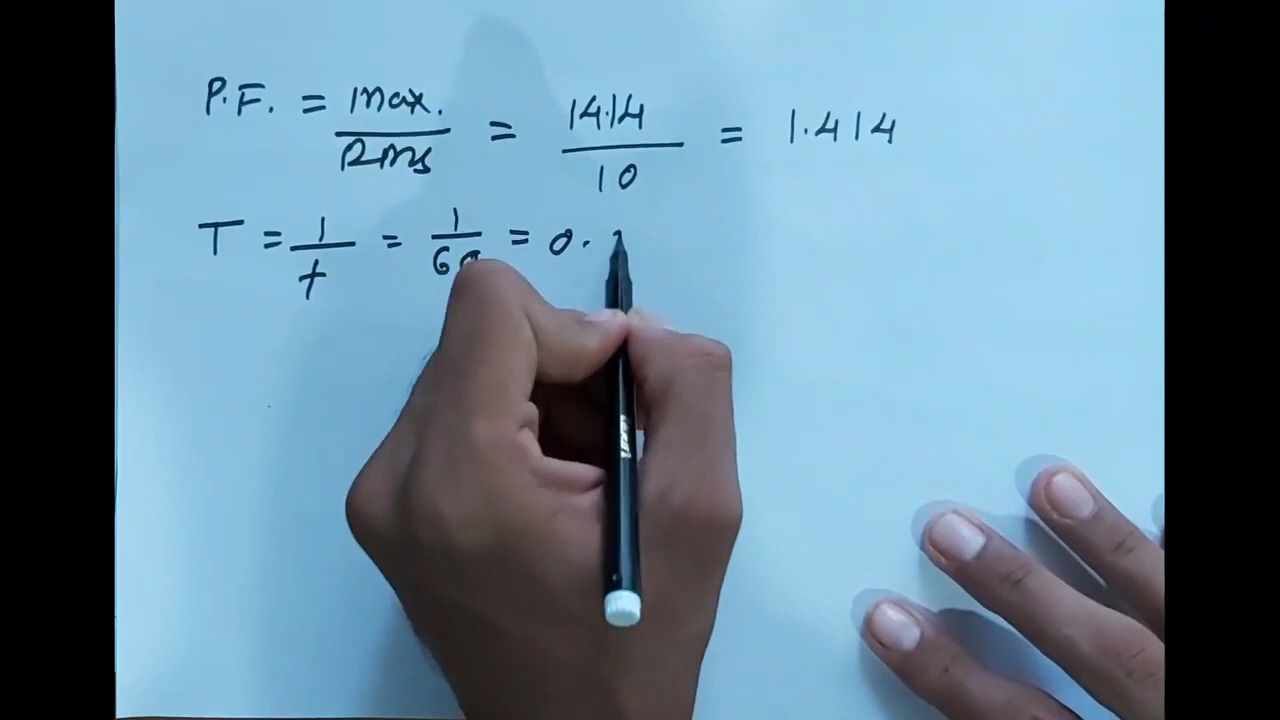 P.F. = max. / Rms = 14.14 / 10 = 1.414
T = 1 / f = 1 / 60 = 0.